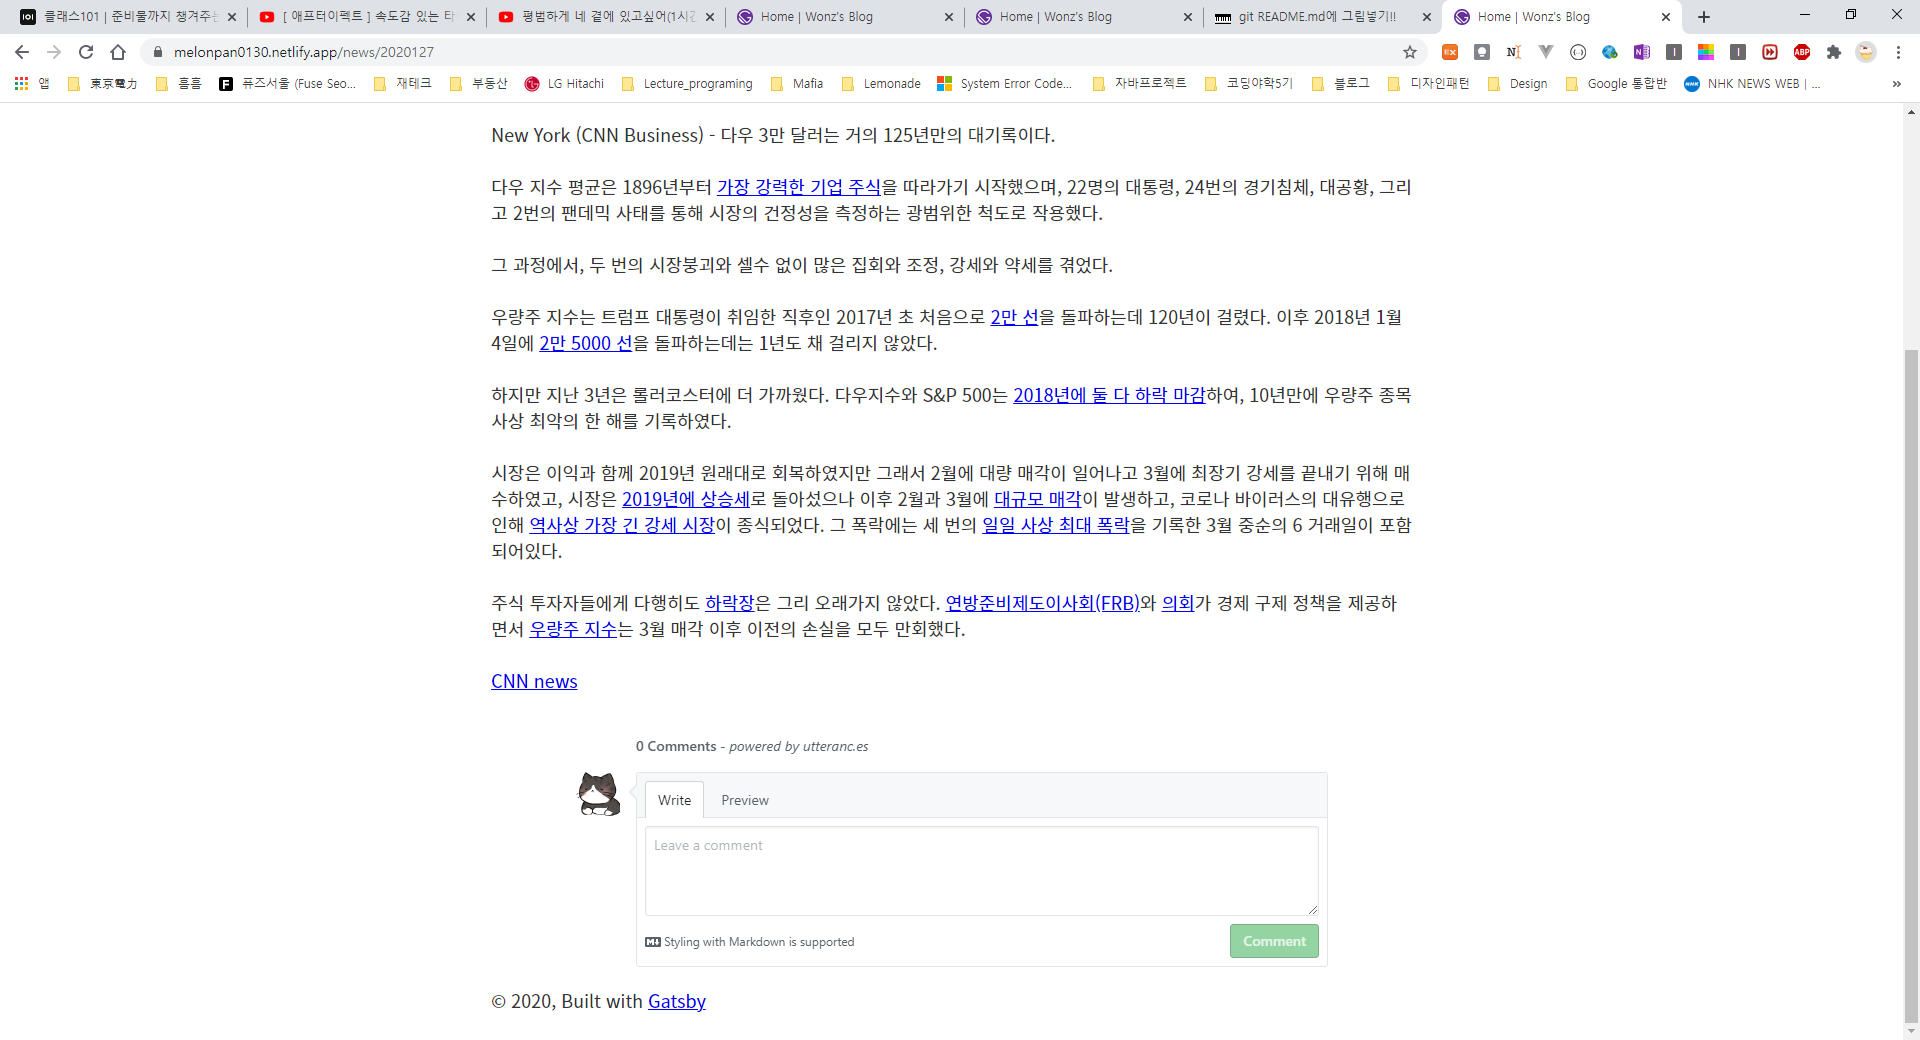 클래스101 | 준비물까지 챙겨주는
[ 애프터이펙트 ] 속도감 있는 타
평범하게 네 곁에 있고싶어(1시간
Home | Wonz's Blog
Home | Wonz's Blog
git README.md에 그림넣기!!
Home | Wonz's Blog
melonpan0130.netlify.app/news/2020127
앱
東京電力
흠흠
퓨즈서울 (Fuse Seo...
재테크
부동산
LG Hitachi
Lecture_programing
Mafia
Lemonade
System Error Code...
자바프로젝트
코딩야학5기
블로그
디자인패턴
Design
Google 통합반
NHK NEWS WEB | ...
New York (CNN Business) - 다우 3만 달러는 거의 125년만의 대기록이다.
다우 지수 평균은 1896년부터 가장 강력한 기업 주식을 따라가기 시작했으며, 22명의 대통령, 24번의 경기침체, 대공황, 그리
고 2번의 팬데믹 사태를 통해 시장의 건정성을 측정하는 광범위한 척도로 작용했다.
그 과정에서, 두 번의 시장붕괴와 셀수 없이 많은 집회와 조정, 강세와 약세를 겪었다.
우량주 지수는 트럼프 대통령이 취임한 직후인 2017년 초 처음으로 2만 선을 돌파하는데 120년이 걸렸다. 이후 2018년 1월
4일에 2만 5000 선을 돌파하는데는 1년도 채 걸리지 않았다.
하지만 지난 3년은 롤러코스터에 더 가까웠다. 다우지수와 S&P 500는 2018년에 둘 다 하락 마감하여, 10년만에 우량주 종목
사상 최악의 한 해를 기록하였다.
시장은 이익과 함께 2019년 원래대로 회복하였지만 그래서 2월에 대량 매각이 일어나고 3월에 최장기 강세를 끝내기 위해 매
수하였고, 시장은 2019년에 상승세로 돌아섰으나 이후 2월과 3월에 대규모 매각이 발생하고, 코로나 바이러스의 대유행으로
인해 역사상 가장 긴 강세 시장이 종식되었다. 그 폭락에는 세 번의 일일 사상 최대 폭락을 기록한 3월 중순의 6 거래일이 포함
되어있다.
주식 투자자들에게 다행히도 하락장은 그리 오래가지 않았다. 연방준비제도이사회(FRB)와 의회가 경제 구제 정책을 제공하
면서 우량주 지수는 3월 매각 이후 이전의 손실을 모두 만회했다.
CNN news
0 Comments - powered by utteranc.es
Write
Preview
Leave a comment
Styling with Markdown is supported
Comment
© 2020, Built with Gatsby